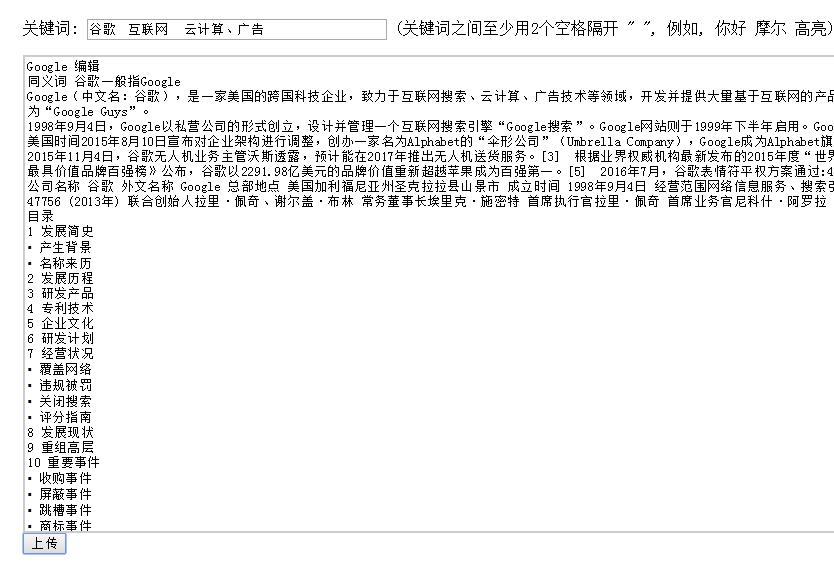 关键词: 谷歌  互联网  云计算、广告 (关键词之间至少用2个空格隔开 " ", 例如, 你好 摩尔 高亮)
Google 编辑
同义词 谷歌一般指Google
Google（中文名：谷歌），是一家美国的跨国科技企业，致力于互联网搜索、云计算、广告技术等领域，开发并提供大量基于互联网的产品
为“Google Guys”。
1998年9月4日，Google以私营公司的形式创立，设计并管理一个互联网搜索引擎“Google搜索”。Google网站则于1999年下半年启用。Goo
美国时间2015年8月10日宣布对企业架构进行调整，创办一家名为Alphabet的“伞形公司”（Umbrella Company），Google成为Alphabet旗
2015年11月4日，谷歌无人机业务主管沃斯透露，预计能在2017年推出无人机送货服务。[3]  根据业界权威机构最新发布的2015年度“世界
最具价值品牌百强榜》公布，谷歌以2291.98亿美元的品牌价值重新超越苹果成为百强第一。[5]  2016年7月，谷歌表情符平权方案通过:4
公司名称 谷歌 外文名称 Google 总部地点 美国加利福尼亚州圣克拉拉县山景市 成立时间 1998年9月4日 经营范围网络信息服务、搜索引
47756 (2013年) 联合创始人拉里·佩奇、谢尔盖·布林 常务董事长埃里克·施密特 首席执行官拉里·佩奇 首席业务官尼科什·阿罗拉
目录
1 发展简史
▪ 产生背景
▪ 名称来历
2 发展历程
3 研发产品
4 专利技术
5 企业文化
6 研发计划
7 经营状况
▪ 覆盖网络
▪ 违规被罚
▪ 关闭搜索
▪ 评分指南
8 发展现状
9 重组高层
10 重要事件
▪ 收购事件
▪ 屏蔽事件
▪ 跳槽事件
▪ 商标事件
上传